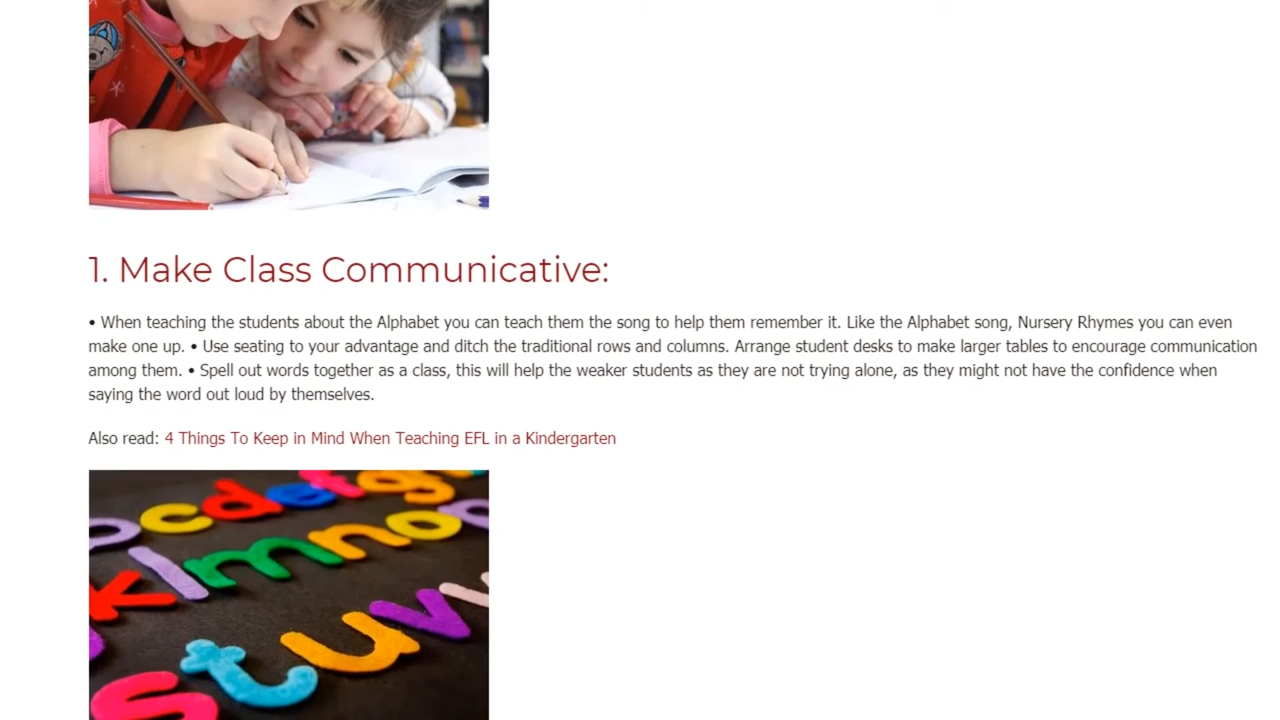 1. Make Class Communicative:
• When teaching the students about the Alphabet you can teach them the song to help them remember it. Like the Alphabet song, Nursery Rhymes you can even
make one up. • Use seating to your advantage and ditch the traditional rows and columns. Arrange student desks to make larger tables to encourage communication
among them. • Spell out words together as a class, this will help the weaker students as they are not trying alone, as they might not have the confidence when
saying the word out loud by themselves.
Also read: 4 Things To Keep in Mind When Teaching EFL in a Kindergarten
c d e f g
k l m n o
s t u v